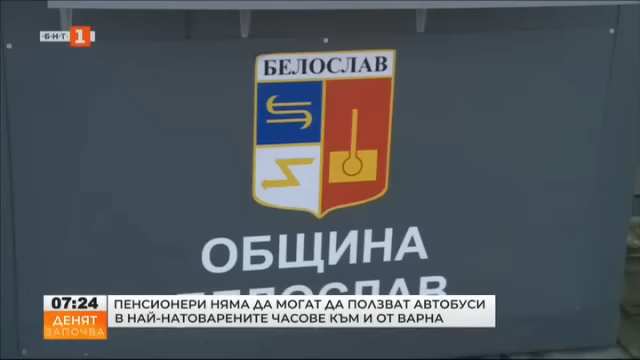 Б·Н·Т 1
БЕЛОСЛАВ
ОБЩИНА
БЕЛОСЛАВ
07:24
ДЕНЯТ
ЗАПОЧВА
ПЕНСИОНЕРИ НЯМА ДА МОГАТ ДА ПОЛЗВАТ АВТОБУСИ
В НАЙ-НАТОВАРЕНИТЕ ЧАСОВЕ КЪМ И ОТ ВАРНА